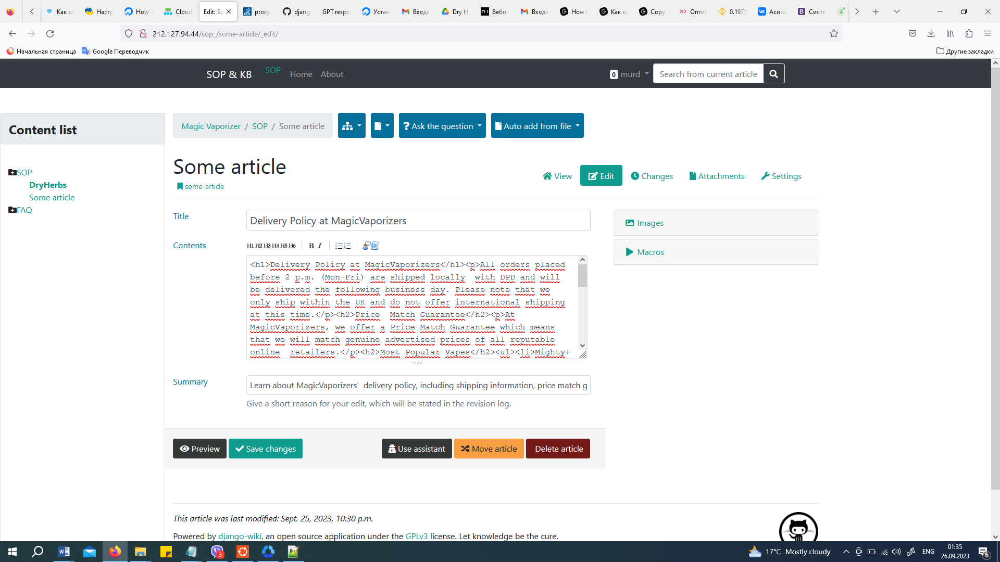 Как за
Настр
How T
Cloud
Edit: So
proxy
djang
GPT respo
Устан
Входя
Dry H
Вебин
Входя
How t
Как на
Copy
Опти
0.1973
Асинх
Систе
212.127.94.44/sop_/some-article/_edit/
Начальная страница
Google Переводчик
Другие закладки
SOP & KB
SOP
Home
About
0 murd
Search from current article
Content list
Magic Vaporizer / SOP / Some article
Ask the question
Auto add from file
SOP
DryHerbs
Some article
FAQ
Some article
some-article
View
Edit
Changes
Attachments
Settings
Title
Delivery Policy at MagicVaporizers
Images
Contents
H1 H2 H3 H4 H5 H6 B I
Macros
<h1>Delivery Policy at MagicVaporizers</h1><p>All orders placed
before 2 p.m. (Mon-Fri) are shipped locally  with DPD and will
be delivered the following business day. Please note that we
only ship within the UK and do not offer international shipping
at this time.</p><h2>Price  Match Guarantee</h2><p>At
MagicVaporizers, we offer a Price Match Guarantee which means
that we will match genuine advertised prices of all reputable
online  retailers.</p><h2>Most Popular Vapes</h2><ul><li>Mighty+
Summary
Learn about MagicVaporizers'  delivery policy, including shipping information, price match g
Give a short reason for your edit, which will be stated in the revision log.
Preview
Save changes
Use assistant
Move article
Delete article
This article was last modified: Sept. 25, 2023, 10:30 p.m.
Powered by django-wiki, an open source application under the GPLv3 license. Let knowledge be the cure.
3
17°C Mostly cloudy
ENG
01:35
26.09.2023
6